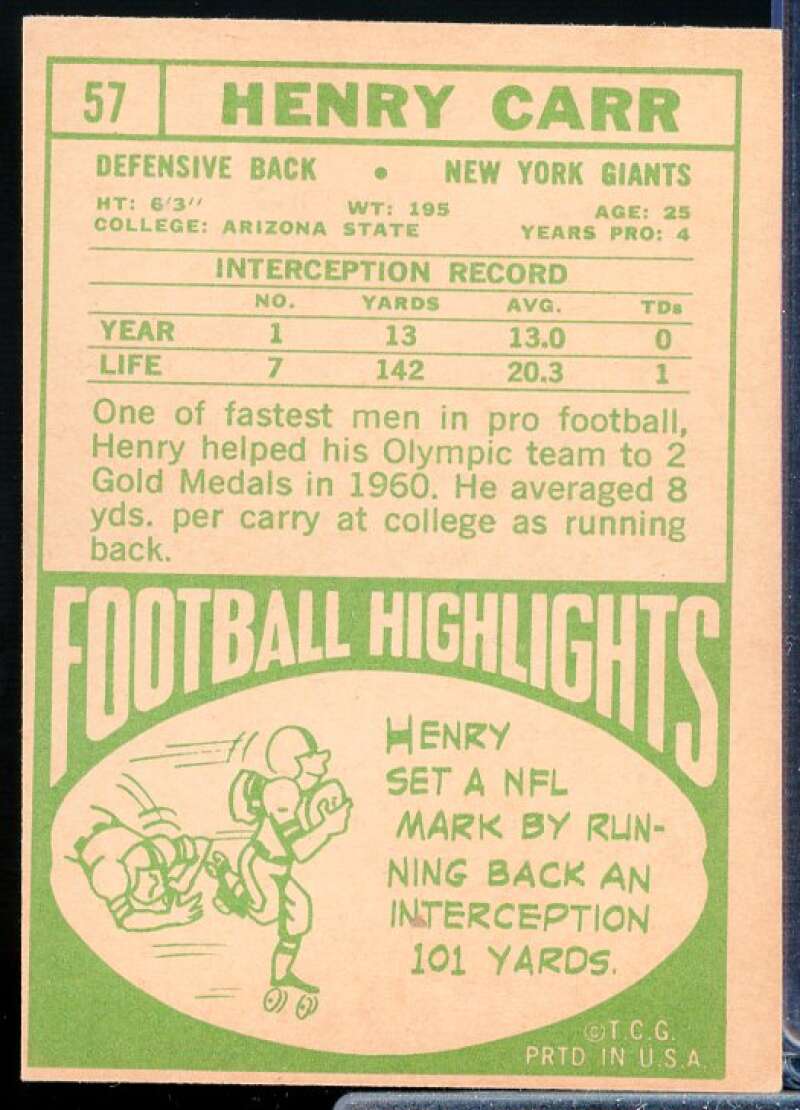 57 HENRY CARR
DEFENSIVE BACK • NEW YORK GIANTS
HT: 6'3" WT: 195 AGE: 25
COLLEGE: ARIZONA STATE YEARS PRO: 4
INTERCEPTION RECORD
NO. YARDS AVG. TDs
YEAR 1 13 13.0 0
LIFE 7 142 20.3 1
One of fastest men in pro football,
Henry helped his Olympic team to 2
Gold Medals in 1960. He averaged 8
yds. per carry at college as running
back.
FOOTBALL HIGHLIGHTS
HENRY
SET A NFL
MARK BY RUN-
NING BACK AN
INTERCEPTION
101 YARDS.
©T.C.G.
PRTD IN U.S.A